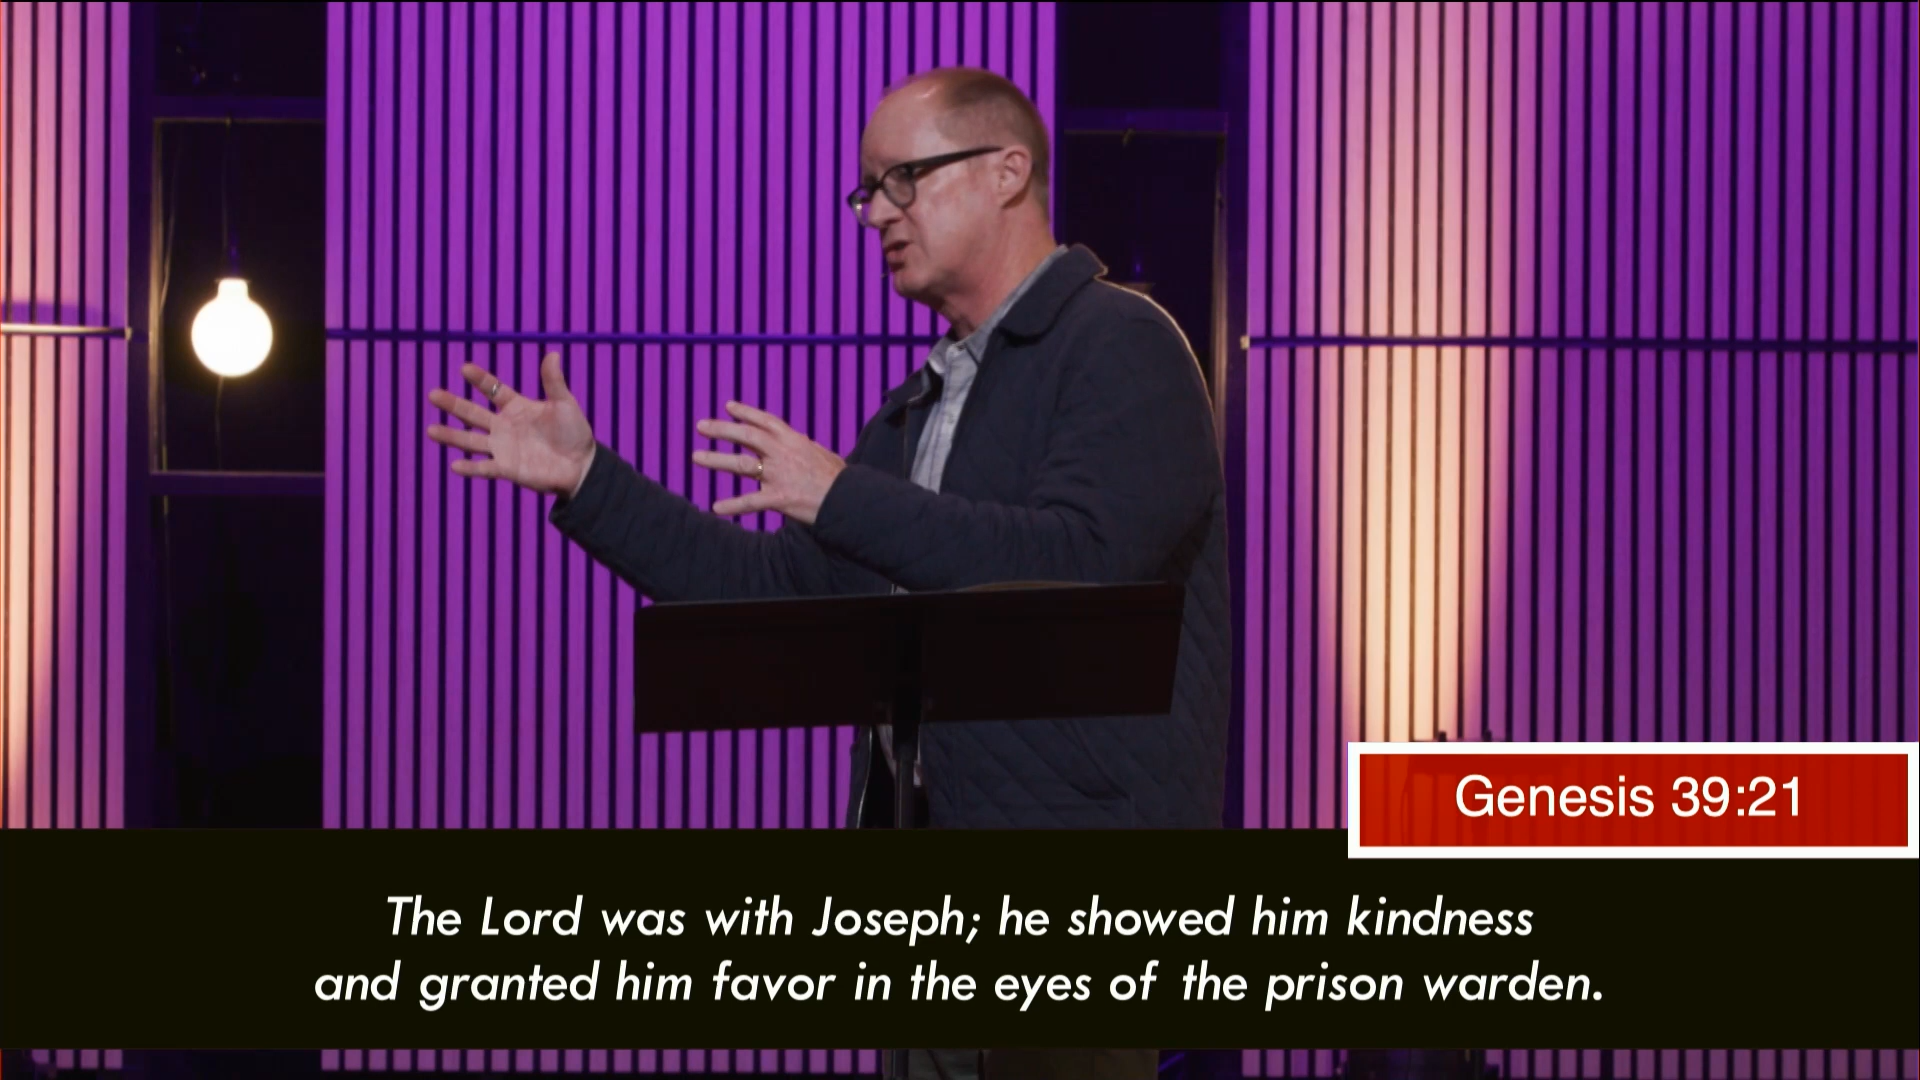 Genesis 39:21
The Lord was with Joseph; he showed him kindness
and granted him favor in the eyes of the prison warden.